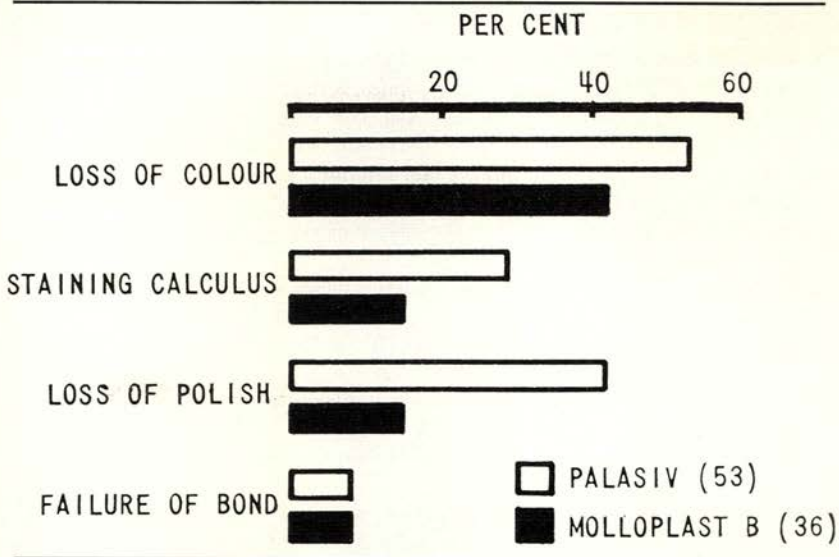 PER CENT
20 40 60
LOSS OF COLOUR
STAINING CALCULUS
LOSS OF POLISH
FAILURE OF BOND
PALASIV (53)
MOLLOPLAST B (36)